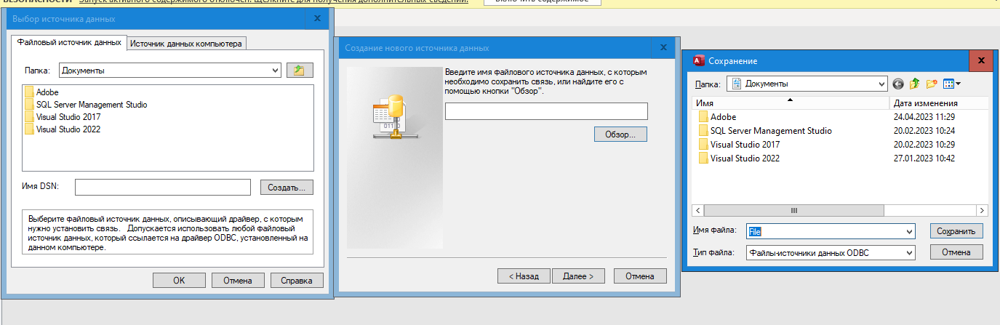 БЕЗОПАСНОСТИ Запуск активного содержимого отключен. Щелкните для получения дополнительных сведений. Включить содержимое
Выбор источника данных
Файловый источник данных Источник данных компьютера
Папка: Документы
Adobe
SQL Server Management Studio
Visual Studio 2017
Visual Studio 2022
Имя DSN: Создать...
Выберите файловый источник данных, описывающий драйвер, с которым
нужно установить связь. Допускается использовать любой файловый
источник данных, который ссылается на драйвер ODBC, установленный на
данном компьютере.
ОК Отмена Справка
Создание нового источника данных
Введите имя файлового источника данных, с которым
необходимо сохранить связь, или найдите его с
помощью кнопки "Обзор".
Обзор...
< Назад Далее > Отмена
Сохранение
Папка: Документы
Имя Дата изменения
Adobe 24.04.2023 11:29
SQL Server Management Studio 20.02.2023 10:24
Visual Studio 2017 20.02.2023 10:29
Visual Studio 2022 27.01.2023 10:42
Имя файла: File Сохранить
Тип файла: Файлы-источники данных ODBC Отмена